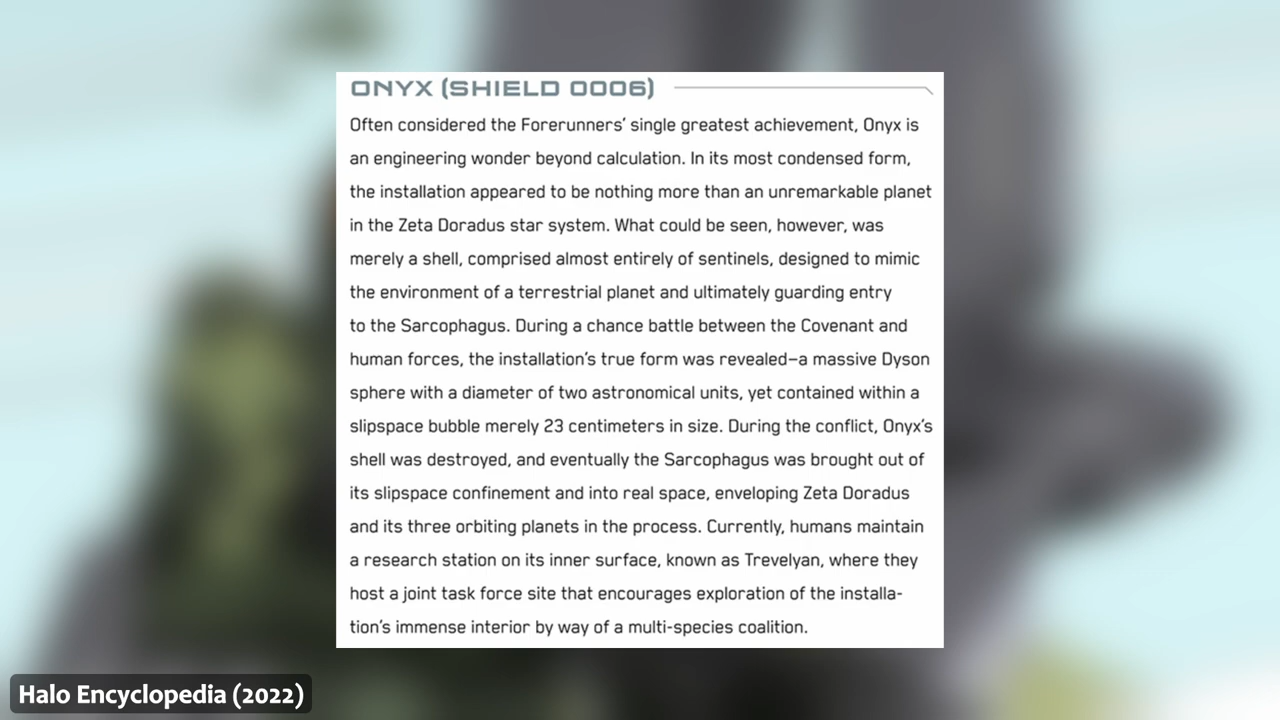 ONYX (SHIELD 0006)
Often considered the Forerunners' single greatest achievement, Onyx is
an engineering wonder beyond calculation. In its most condensed form,
the installation appeared to be nothing more than an unremarkable planet
in the Zeta Doradus star system. What could be seen, however, was
merely a shell, comprised almost entirely of sentinels, designed to mimic
the environment of a terrestrial planet and ultimately guarding entry
to the Sarcophagus. During a chance battle between the Covenant and
human forces, the installation's true form was revealed–a massive Dyson
sphere with a diameter of two astronomical units, yet contained within a
slipspace bubble merely 23 centimeters in size. During the conflict, Onyx's
shell was destroyed, and eventually the Sarcophagus was brought out of
its slipspace confinement and into real space, enveloping Zeta Doradus
and its three orbiting planets in the process. Currently, humans maintain
a research station on its inner surface, known as Trevelyan, where they
host a joint task force site that encourages exploration of the installa-
tion's immense interior by way of a multi-species coalition.
Halo Encyclopedia (2022)